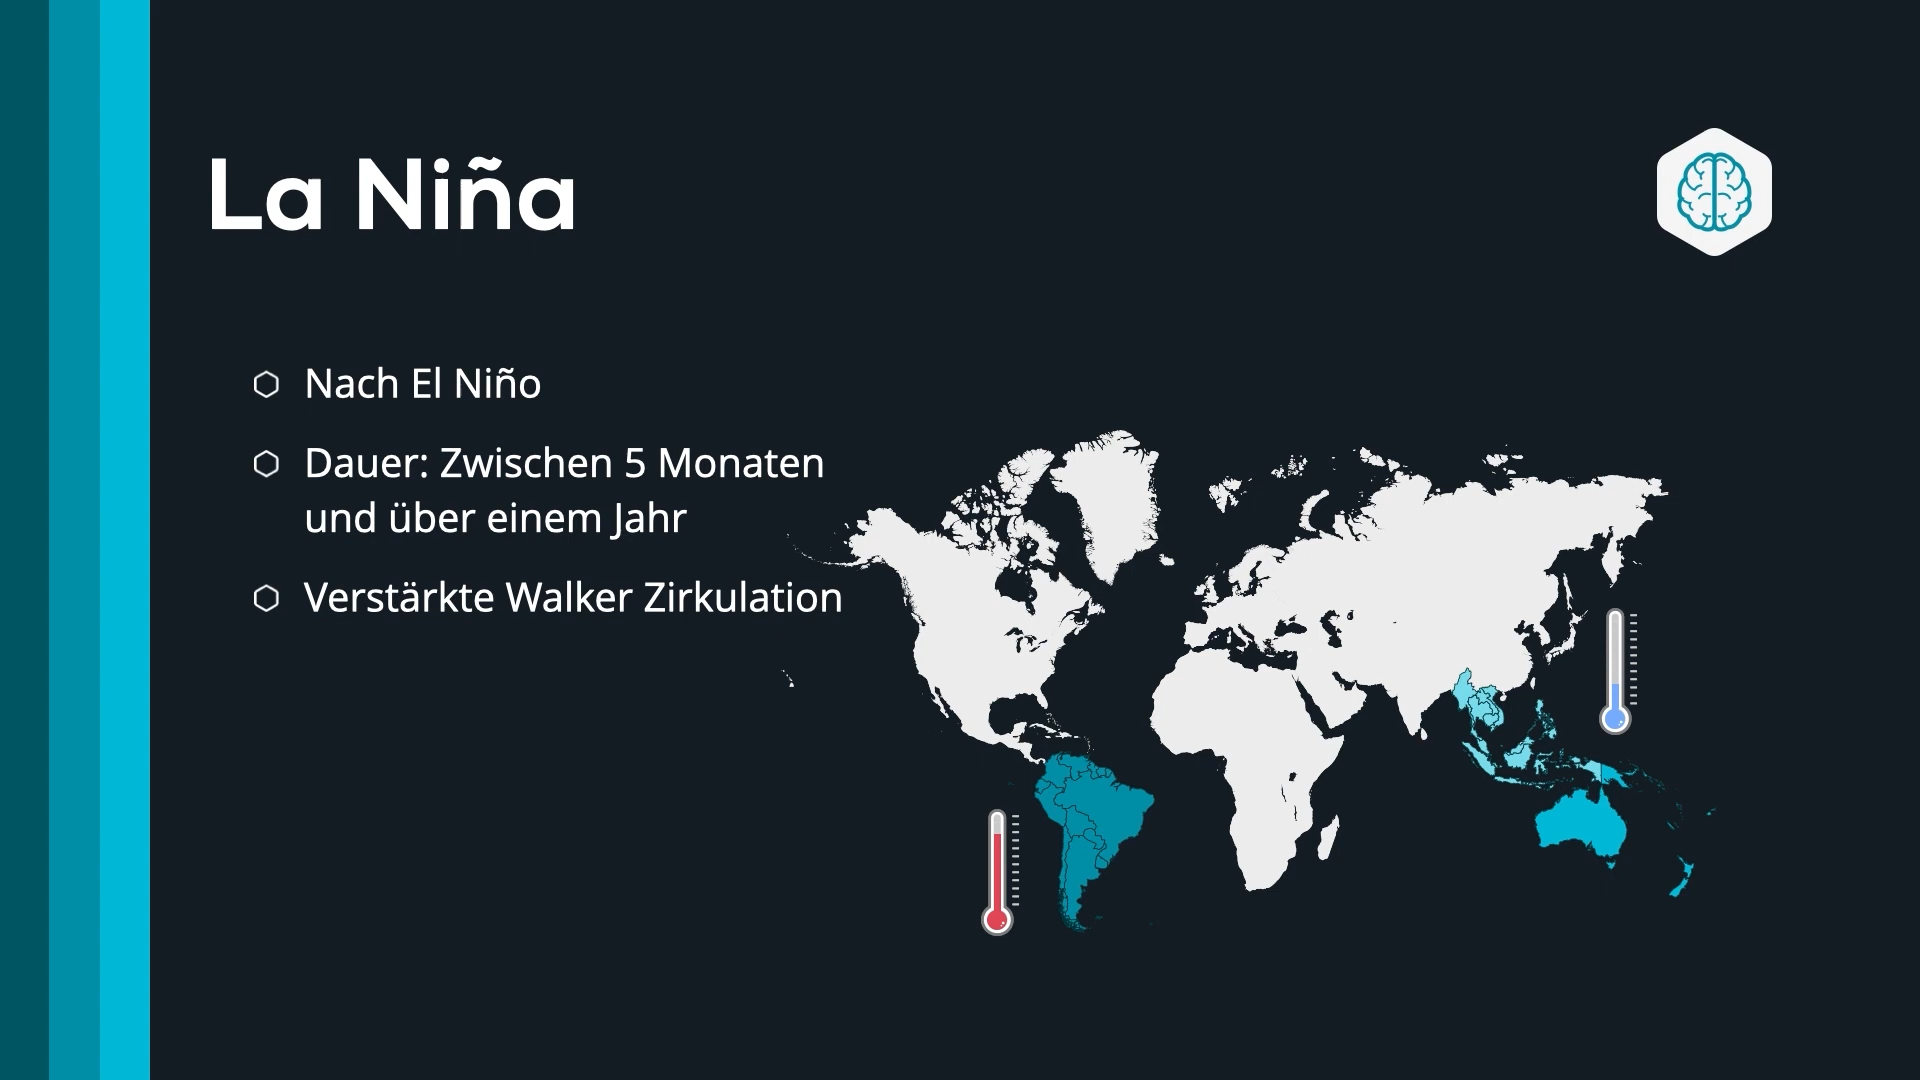 La Niña
Nach El Niño
Dauer: Zwischen 5 Monaten
und über einem Jahr
Verstärkte Walker Zirkulation